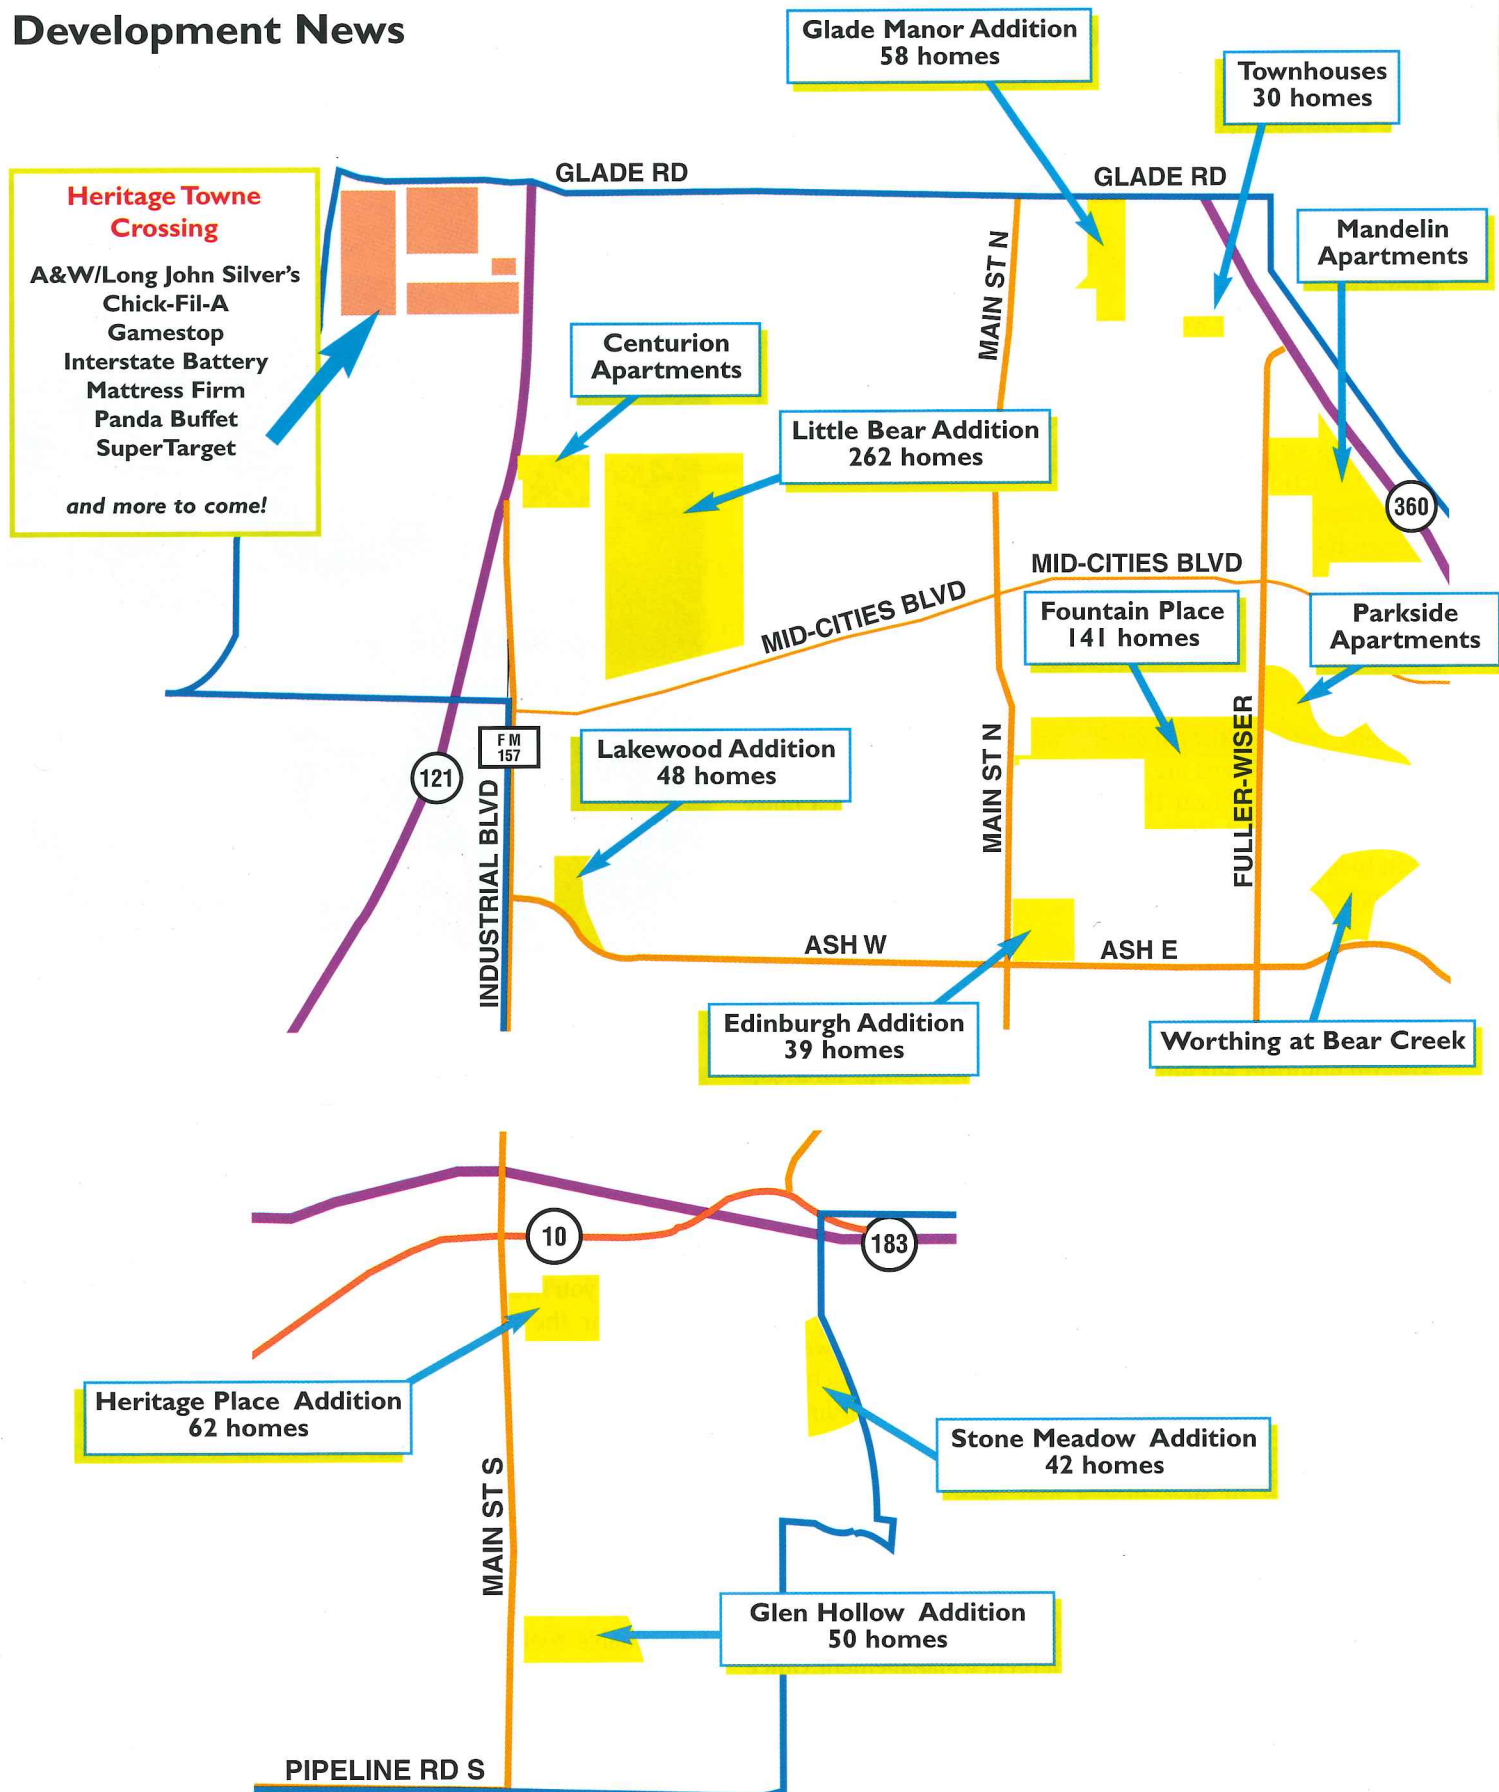 Development News
Glade Manor Addition
58 homes
Townhouses
30 homes
GLADE RD
GLADE RD
Heritage Towne
Crossing
A&W/Long John Silver's
Chick-Fil-A
Gamestop
Interstate Battery
Mattress Firm
Panda Buffet
SuperTarget
and more to come!
Mandelin
Apartments
MAIN ST N
Centurion
Apartments
Little Bear Addition
262 homes
360
MID-CITIES BLVD
MID-CITIES BLVD
Fountain Place
141 homes
Parkside
Apartments
FM
157
121
Lakewood Addition
48 homes
INDUSTRIAL BLVD
MAIN ST N
FULLER-WISER
ASH W
ASH E
Edinburgh Addition
39 homes
Worthing at Bear Creek
10
183
Heritage Place Addition
62 homes
Stone Meadow Addition
42 homes
MAIN ST S
Glen Hollow Addition
50 homes
PIPELINE RD S